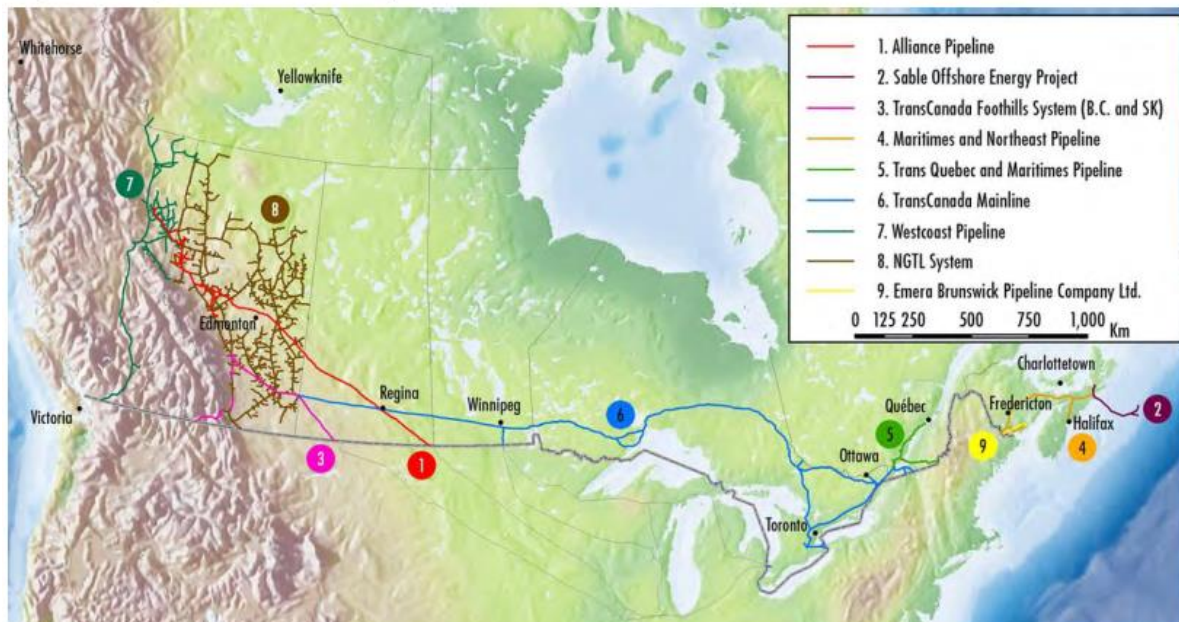 Whitehorse
Yellowknife
7
8
Edmonton
Victoria
Regina
Winnipeg
3
1
6
Toronto
Ottawa
5
Québec
9
Fredericton
Charlottetown
Halifax
4
2
1. Alliance Pipeline
2. Sable Offshore Energy Project
3. TransCanada Foothills System (B.C. and SK)
4. Maritimes and Northeast Pipeline
5. Trans Quebec and Maritimes Pipeline
6. TransCanada Mainline
7. Westcoast Pipeline
8. NGTL System
9. Emera Brunswick Pipeline Company Ltd.
0 125 250 500 750 1,000 Km